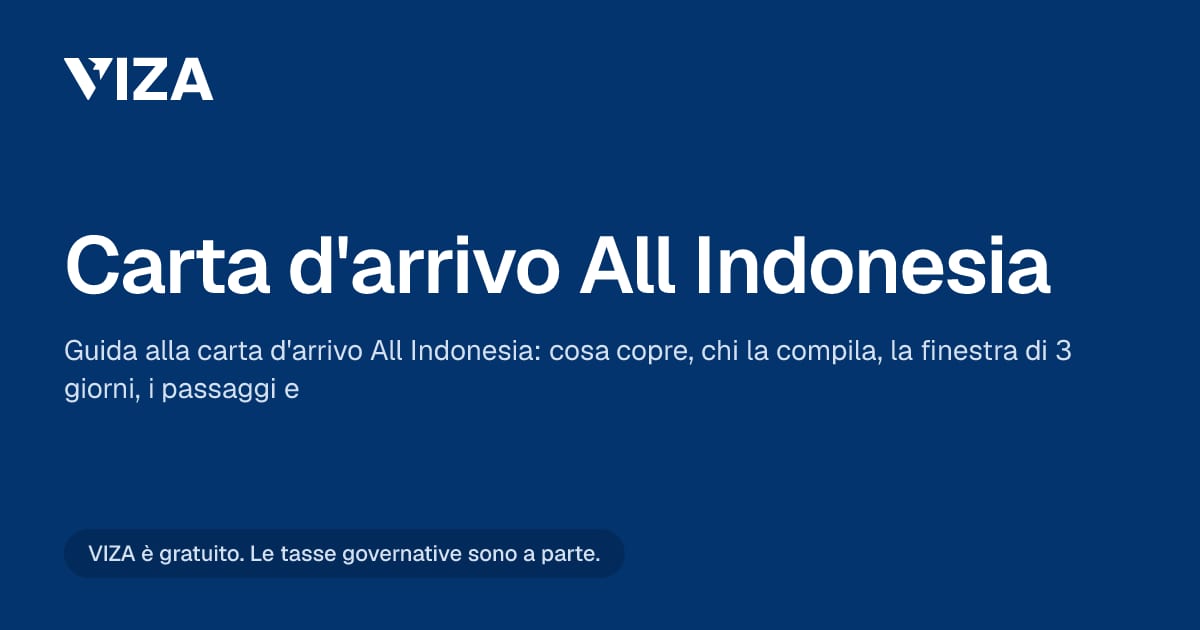 VIZA
Carta d'arrivo All Indonesia
Guida alla carta d'arrivo All Indonesia: cosa copre, chi la compila, la finestra di 3
giorni, i passaggi e
VIZA è gratuito. Le tasse governative sono a parte.